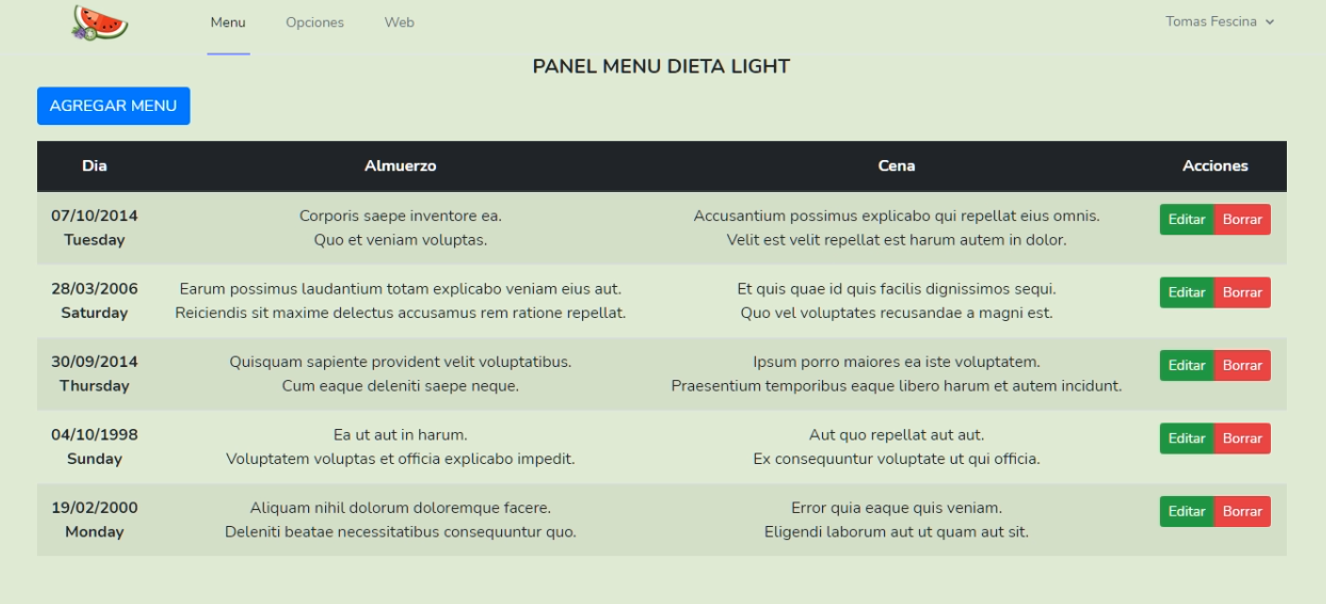 Menu Opciones Web Tomas Fescina
PANEL MENU DIETA LIGHT
AGREGAR MENU
Dia Almuerzo Cena Acciones
07/10/2014 Corporis saepe inventore ea. Accusantium possimus explicabo qui repellat eius omnis. Editar Borrar
Tuesday Quo et veniam voluptas. Velit est velit repellat est harum autem in dolor.
28/03/2006 Earum possimus laudantium totam explicabo veniam eius aut. Et quis quae id quis facilis dignissimos sequi. Editar Borrar
Saturday Reiciendis sit maxime delectus accusamus rem ratione repellat. Quo vel voluptates recusandae a magni est.
30/09/2014 Quisquam sapiente provident velit voluptatibus. Ipsum porro maiores ea iste voluptatem. Editar Borrar
Thursday Cum eaque deleniti saepe neque. Praesentium temporibus eaque libero harum et autem incidunt.
04/10/1998 Ea ut aut in harum. Aut quo repellat aut aut. Editar Borrar
Sunday Voluptatem voluptas et officia explicabo impedit. Ex consequuntur voluptate ut qui officia.
19/02/2000 Aliquam nihil dolorum doloremque facere. Error quia eaque quis veniam. Editar Borrar
Monday Deleniti beatae necessitatibus consequuntur quo. Eligendi laborum aut ut quam aut sit.